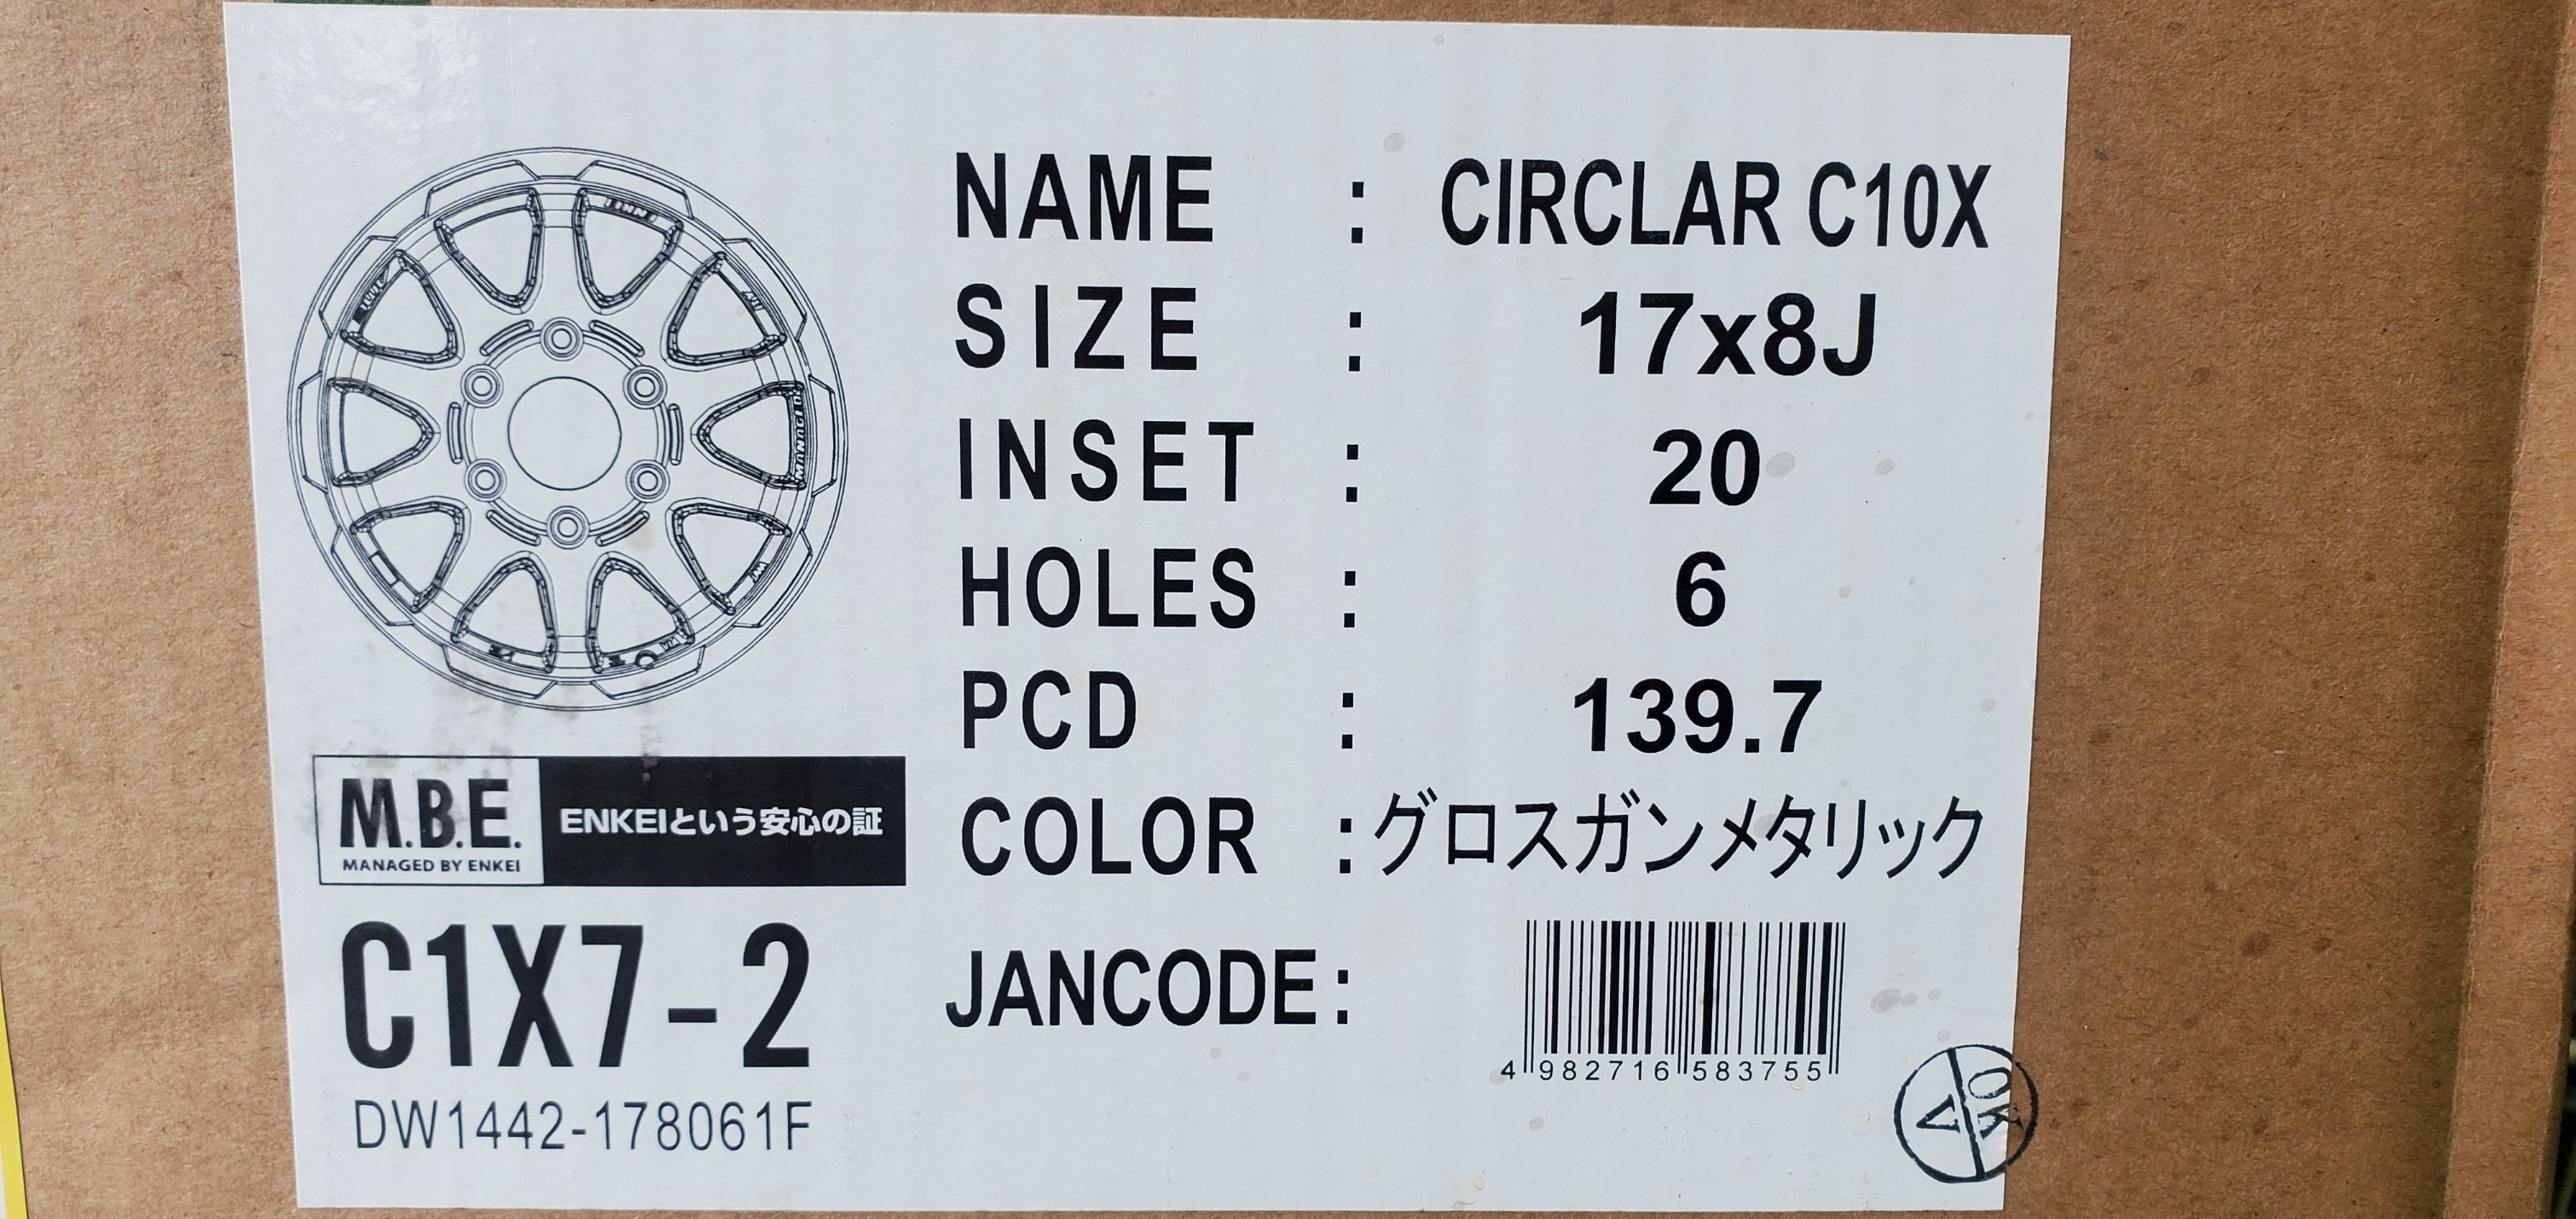 NAME : CIRCLAR C10X
SIZE : 17x8J
INSET : 20
HOLES : 6
PCD : 139.7
COLOR :グロスガンメタリック
JANCODE:
4 982716 583755
M.B.E.
MANAGED BY ENKEI
ENKEIという安心の証
C1X7-2
DW1442-178061F
OK
V